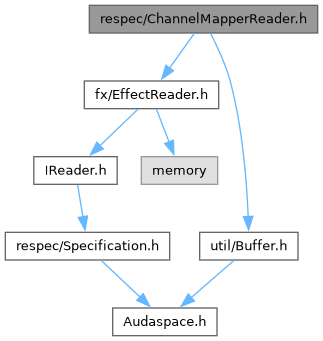 respec/ChannelMapperReader.h
fx/EffectReader.h
IReader.h
memory
respec/Specification.h
util/Buffer.h
Audaspace.h